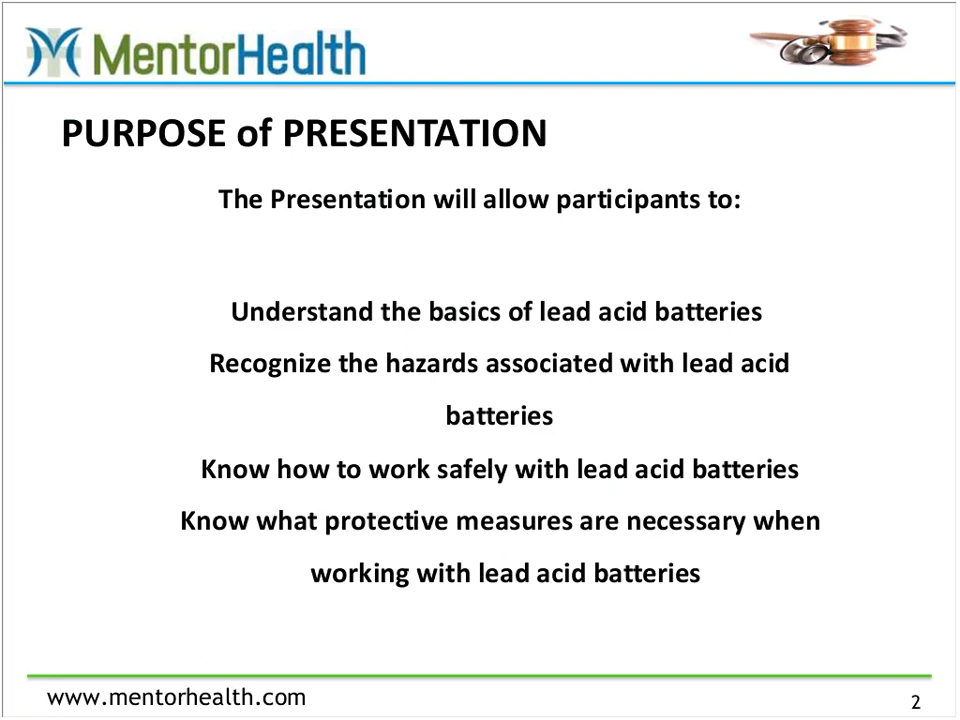 MentorHealth
PURPOSE of PRESENTATION
The Presentation will allow participants to:
Understand the basics of lead acid batteries
Recognize the hazards associated with lead acid
batteries
Know how to work safely with lead acid batteries
Know what protective measures are necessary when
working with lead acid batteries
www.mentorhealth.com
2